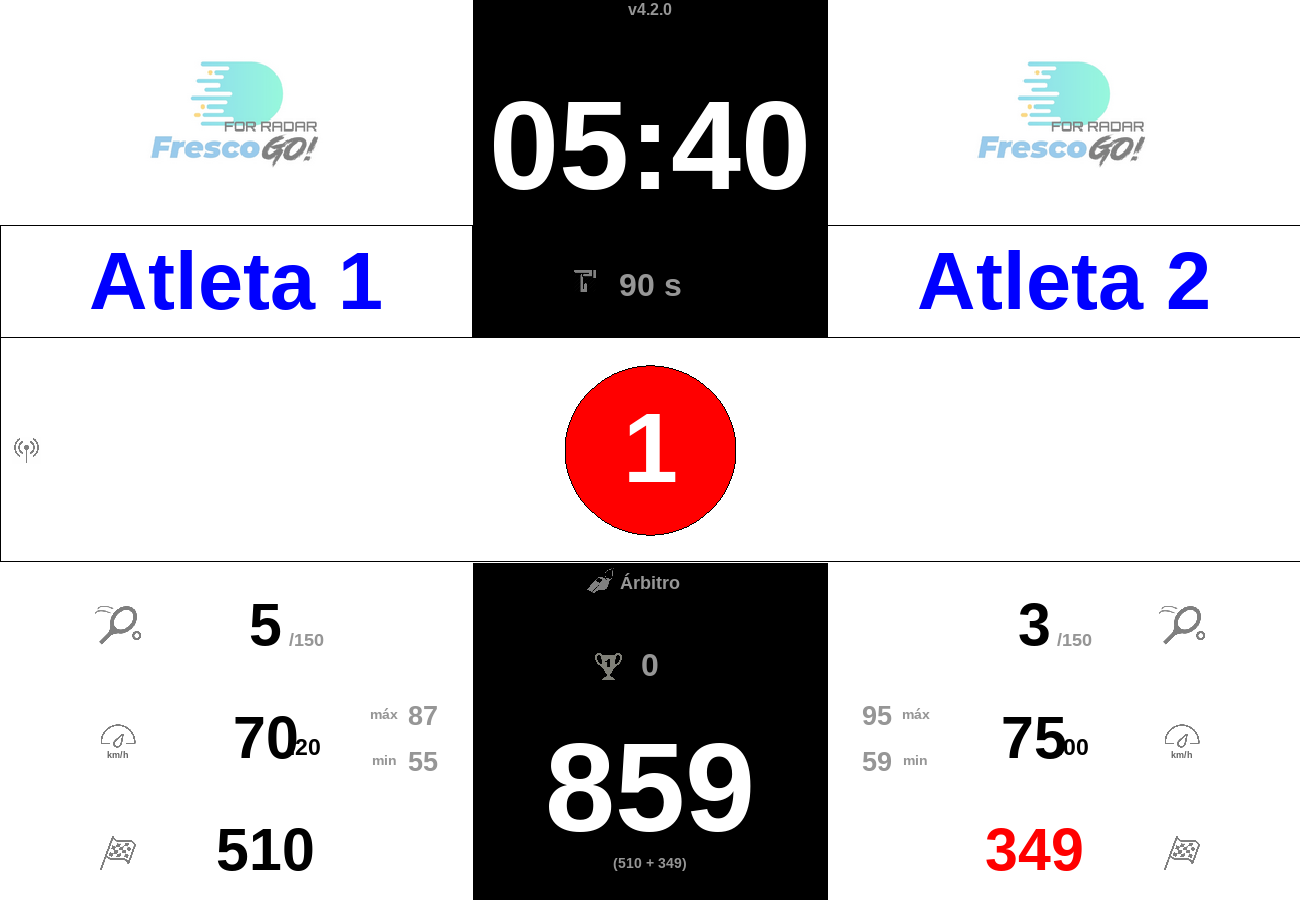 v4.2.0
FOR RADAR
FrescoGO!
05:40
FOR RADAR
FrescoGO!
90 s
Atleta 1
Atleta 2
1
Árbitro
5 /150
3 /150
0
km/h
70.20
máx 87
min 55
95 máx
59 min
75.00
km/h
859
510
349
(510 + 349)